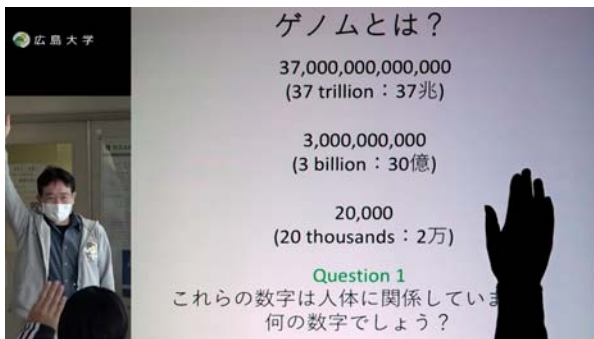 広島大学
ゲノムとは?
37,000,000,000,000
(37 trillion:37兆)
3,000,000,000
(3 billion:30億)
20,000
(20 thousands:2万)
Question 1
これらの数字は人体に関係していま
何の数字でしょう?